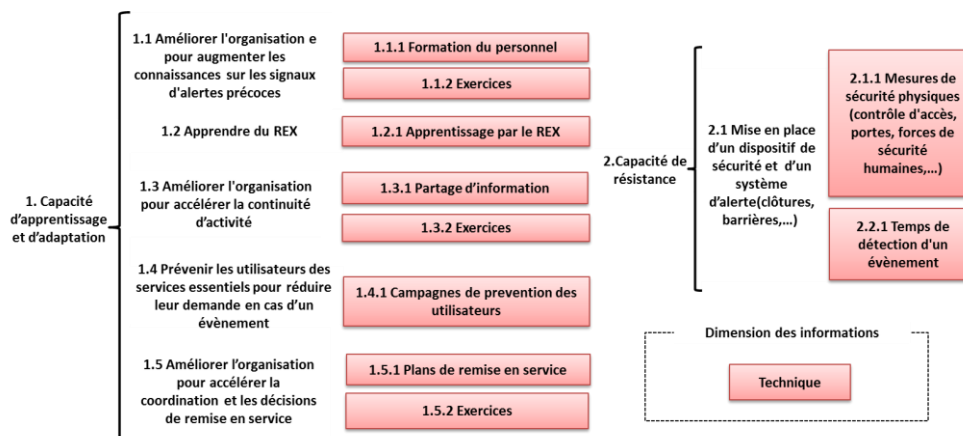 1. Capacité
d'apprentissage
et d'adaptation
1.1 Améliorer l'organisation e
pour augmenter les
connaissances sur les signaux
d'alertes précoces
1.1.1 Formation du personnel
1.1.2 Exercices
1.2 Apprendre du REX
1.2.1 Apprentissage par le REX
1.3 Améliorer l'organisation
pour accélérer la continuité
d'activité
1.3.1 Partage d’information
1.3.2 Exercices
1.4 Prévenir les utilisateurs des
services essentiels pour réduire
leur demande en cas d’un
évènement
1.4.1 Campagnes de prevention des
utilisateurs
1.5 Améliorer l’organisation
pour accélérer la
coordination et les décisions
de remise en service
1.5.1 Plans de remise en service
1.5.2 Exercices
2.Capacité de
résistance
2.1 Mise en place
d’un dispositif de
sécurité et d’un
système
d’alerte(clôtures,
barrières,...)
2.1.1 Mesures de
sécurité physiques
(contrôle d'accès,
portes, forces de
sécurité
humaines,...)
2.2.1 Temps de
détection d'un
évènement
Dimension des informations
Technique